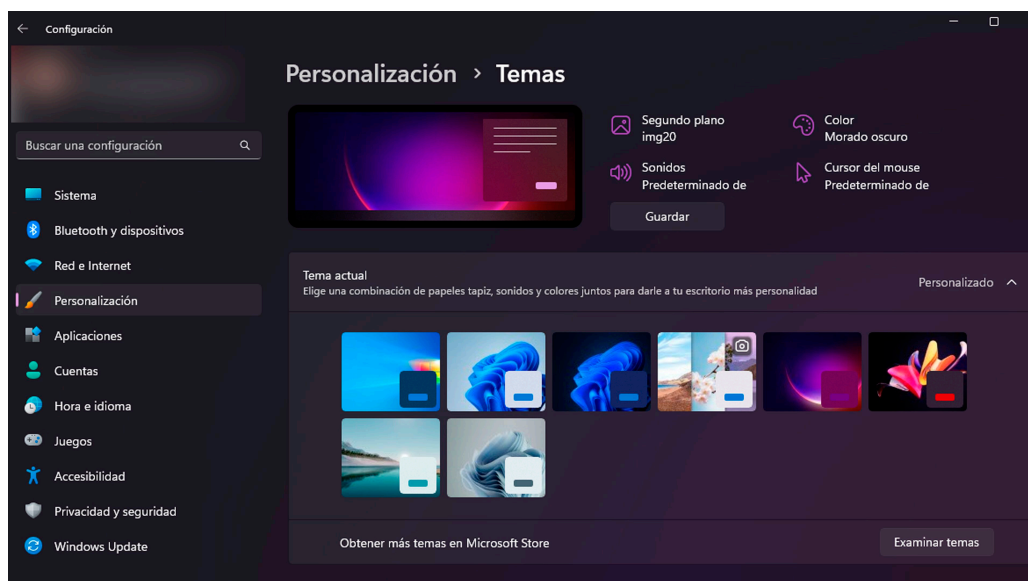 Configuración
Buscar una configuración
Sistema
Bluetooth y dispositivos
Red e Internet
Personalización
Aplicaciones
Cuentas
Hora e idioma
Juegos
Accesibilidad
Privacidad y seguridad
Windows Update
Personalización > Temas
Segundo plano
img20
Color
Morado oscuro
Sonidos
Predeterminado de
Cursor del mouse
Predeterminado de
Guardar
Tema actual
Elige una combinación de papeles tapiz, sonidos y colores juntos para darle a tu escritorio más personalidad
Personalizado
Obtener más temas en Microsoft Store
Examinar temas